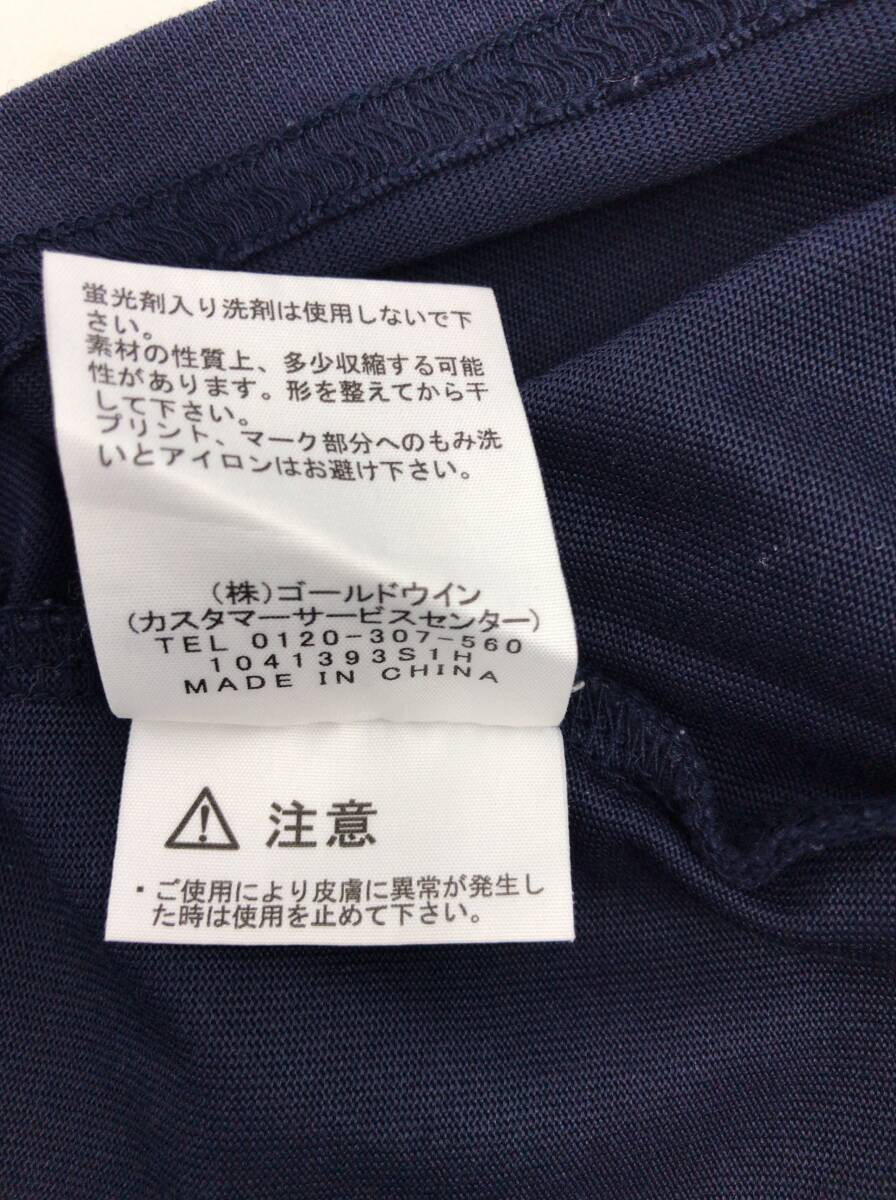 蛍光剤入り洗剤は使用しないで下
さい。
素材の性質上、多少収縮する可能
性があります。形を整えてから干
して下さい。
プリント、マーク部分へのもみ洗
いとアイロンはお避け下さい。
(株)ゴールドウイン
(カスタマーサービスセンター)
TEL 0120-307-560
1041393S1H
MADE IN CHINA
注意
・ご使用により皮膚に異常が発生し
た時は使用を止めて下さい。